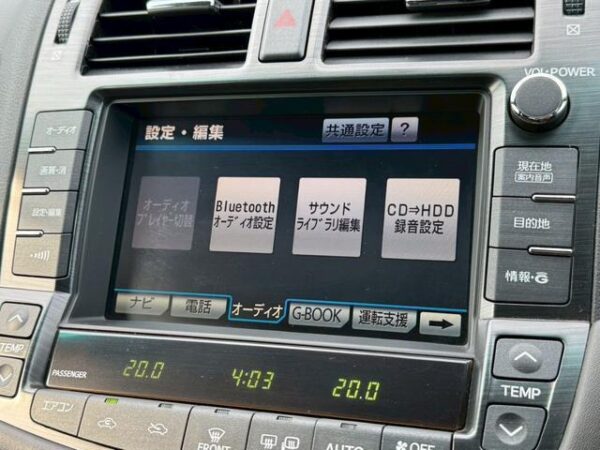 VOL・POWER
オーディオ
画質・消
設定・編集
設定・編集
共通設定
?
オーディオ
プレイヤー切替
Bluetooth
オーディオ設定
サウンド
ライブラリ編集
CD⇒HDD
録音設定
現在地
案内音声
目的地
情報・G
ナビ
電話
オーディオ
G-BOOK
運転支援
TEMP
PASSENGER
20.0
4:03
20.0
TEMP
エアコン
FRONT
AUTO
OFF